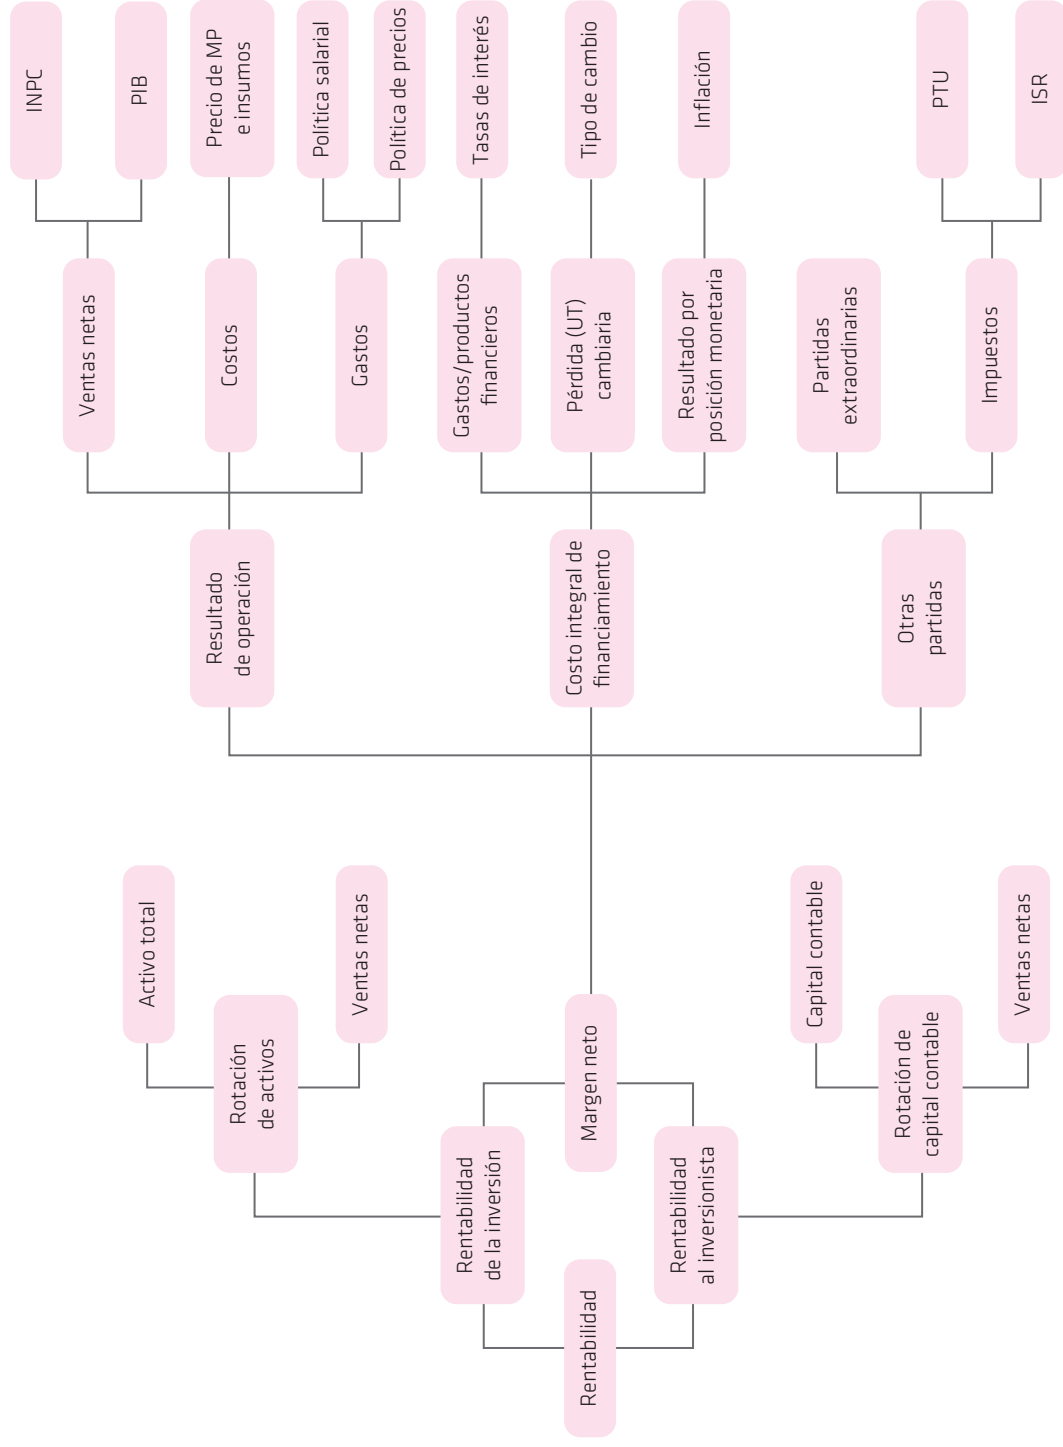 Rentabilidad
Rentabilidad
de la inversión
Rentabilidad
al inversionista
Rotación
de activos
Margen neto
Rotación de
capital contable
Activo total
Ventas netas
Capital contable
Ventas netas
Resultado
de operación
Costo integral de
financiamiento
Otras
partidas
Ventas netas
Costos
Gastos
Gastos/productos
financieros
Pérdida (UT)
cambiaria
Resultado por
posición monetaria
Partidas
extraordinarias
Impuestos
INPC
PIB
Precio de MP
e insumos
Política salarial
Política de precios
Tasas de interés
Tipo de cambio
Inflación
PTU
ISR